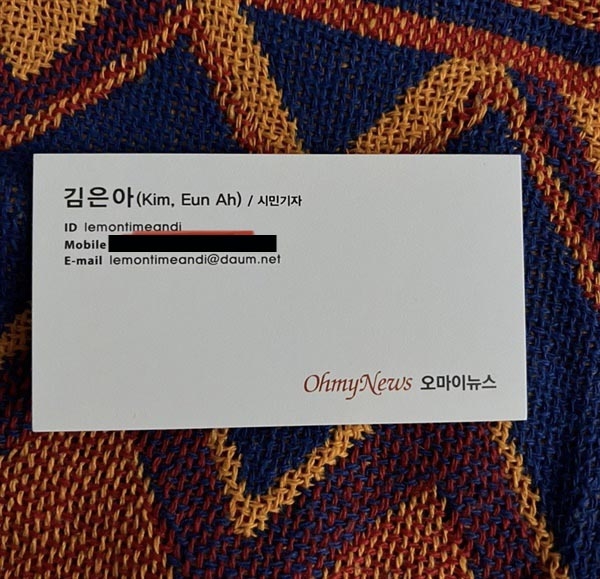 김은아(Kim, Eun Ah) / 시민기자
ID lemontimeandi
Mobile
E-mail lemontimeandi@daum.net
OhmyNews 오마이뉴스